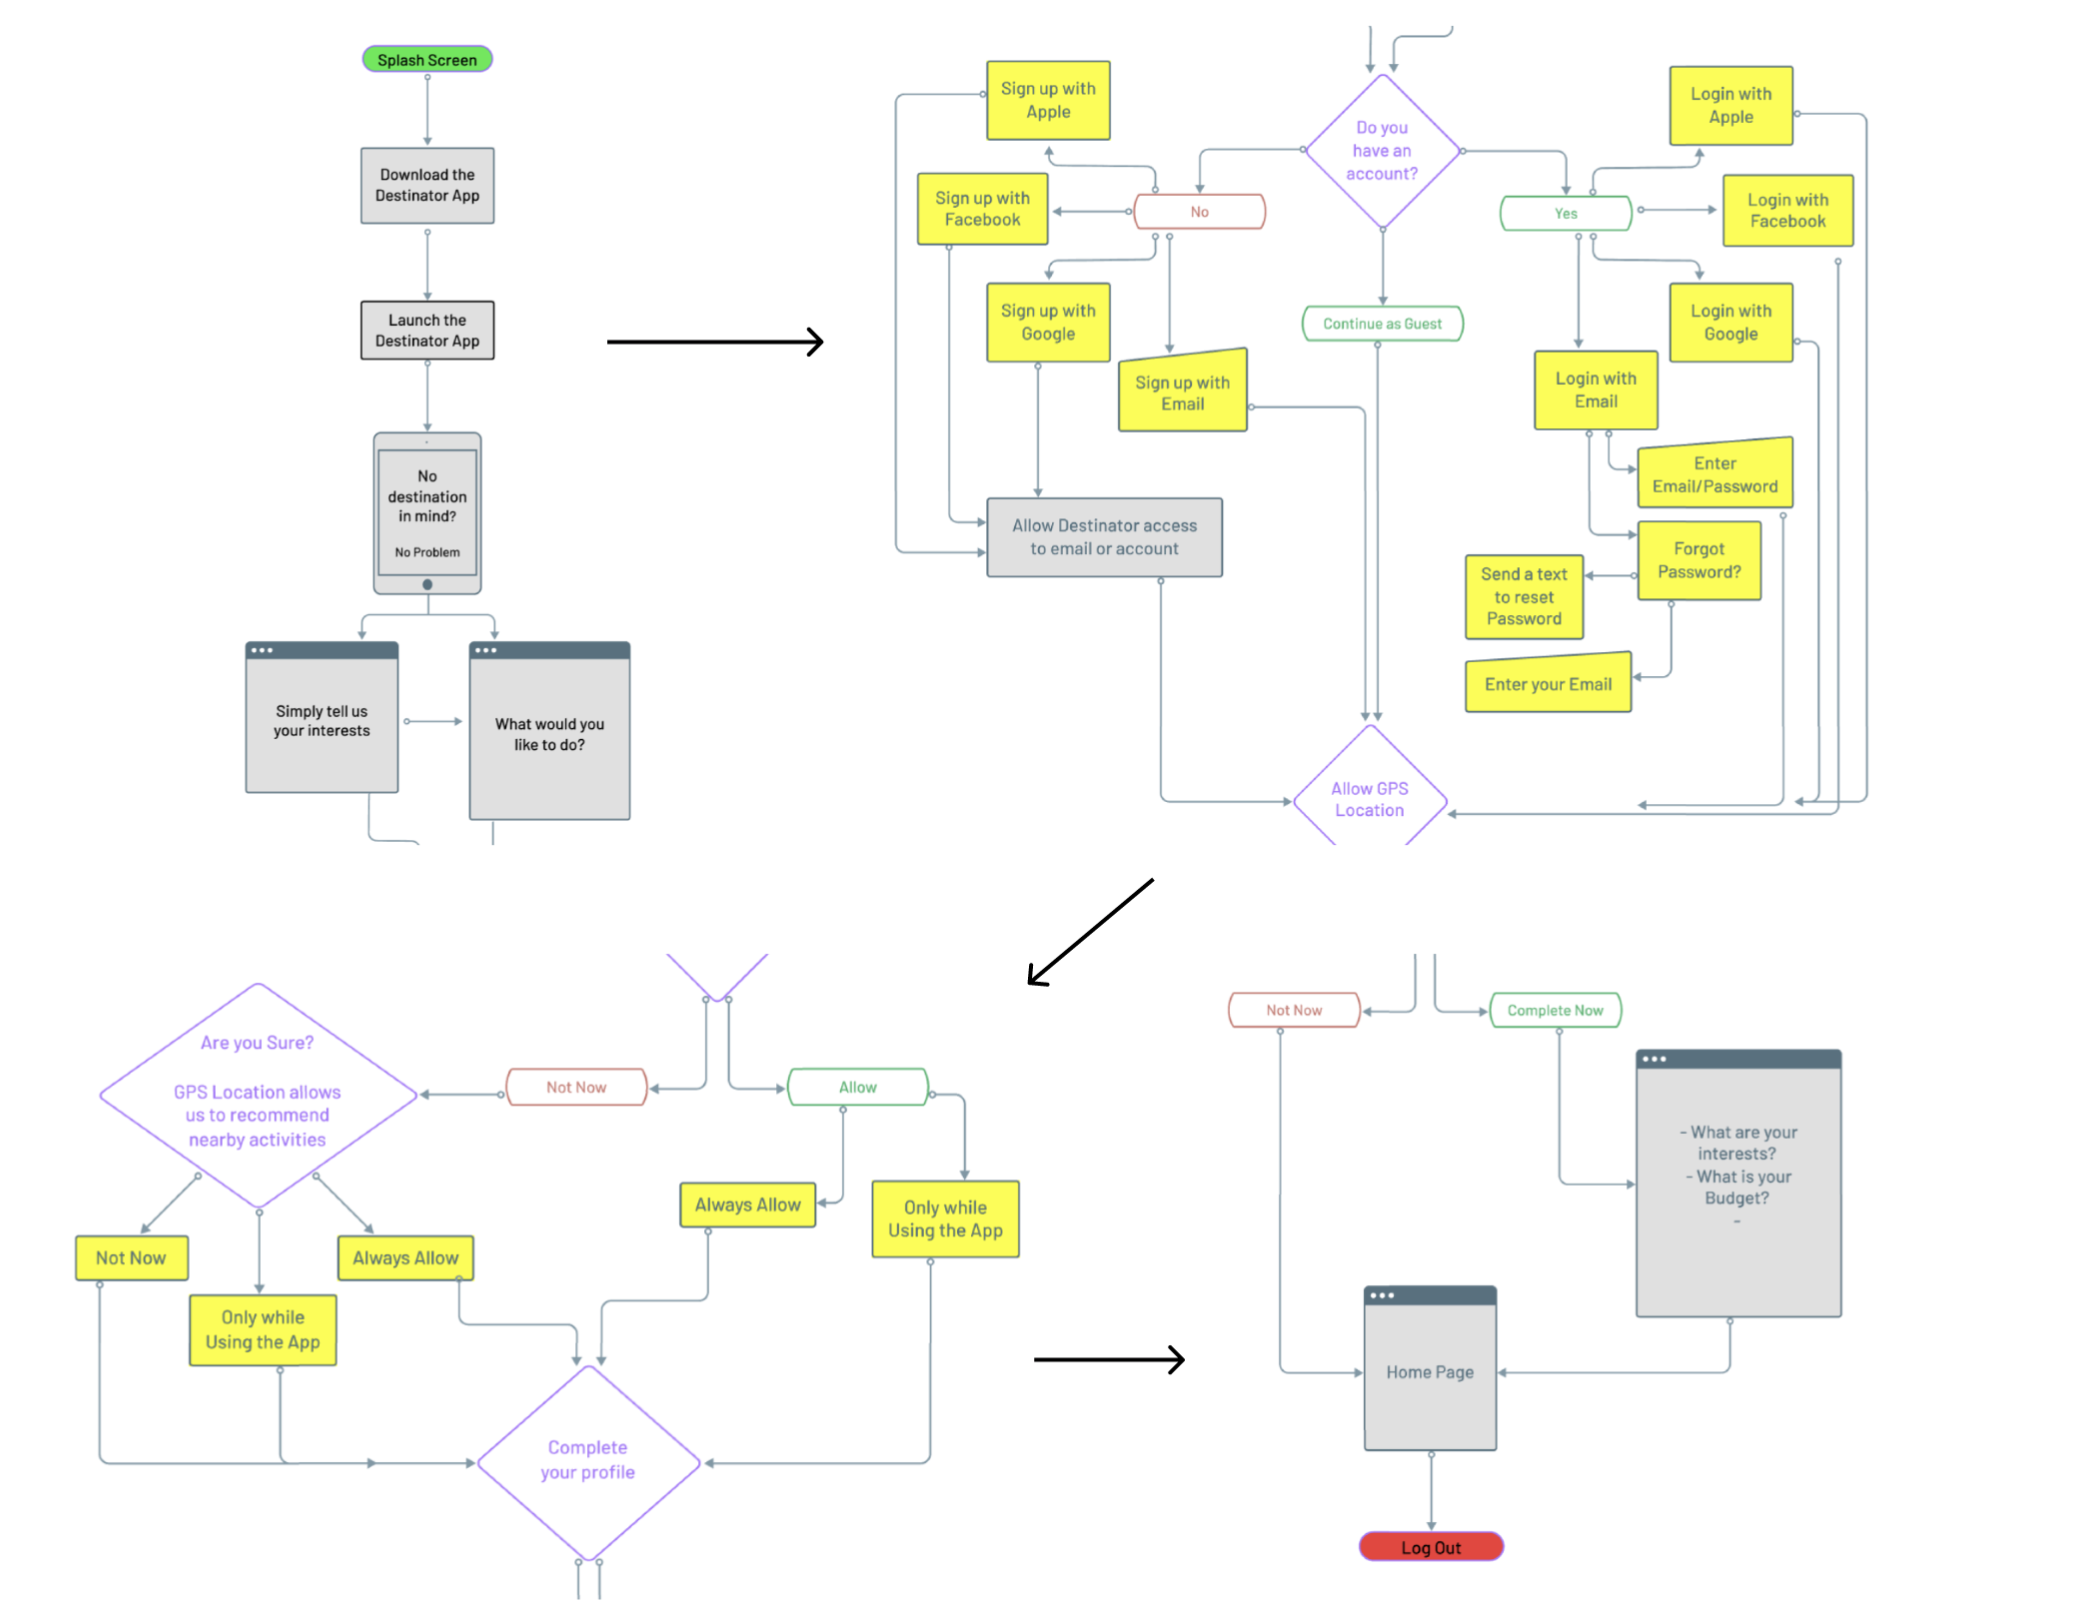 Splash Screen
Download the
Destinator App
Launch the
Destinator App
No
destination
in mind?
No Problem
Simply tell us
your interests
What would you
like to do?
Do you
have an
account?
No
Sign up with
Apple
Sign up with
Facebook
Sign up with
Google
Sign up with
Email
Allow Destinator access
to email or account
Continue as Guest
Yes
Login with
Apple
Login with
Facebook
Login with
Google
Login with
Email
Enter
Email/Password
Forgot
Password?
Send a text
to reset
Password
Enter your Email
Allow GPS
Location
Not Now
Allow
Are you Sure?
GPS Location allows
us to recommend
nearby activities
Not Now
Only while
Using the App
Always Allow
Always Allow
Only while
Using the App
Complete
your profile
Not Now
Complete Now
- What are your
interests?
- What is your
Budget?
-
Home Page
Log Out